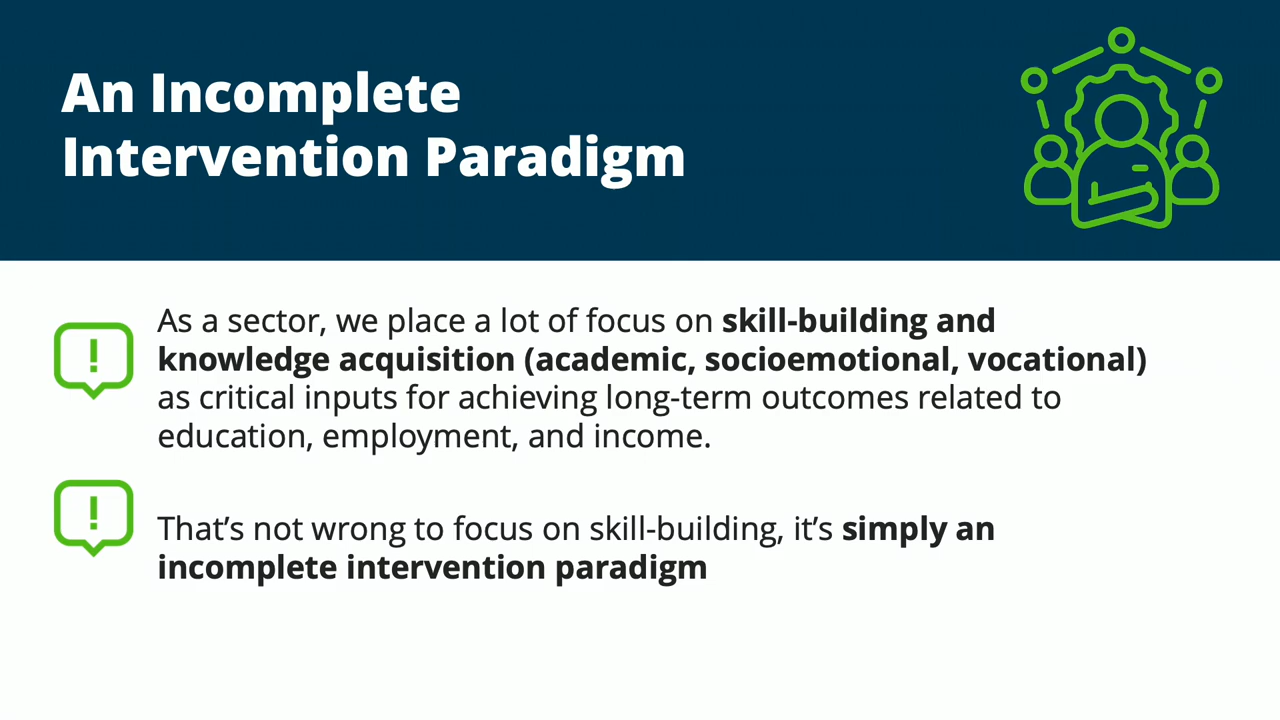 An Incomplete
Intervention Paradigm
As a sector, we place a lot of focus on skill-building and
knowledge acquisition (academic, socioemotional, vocational)
as critical inputs for achieving long-term outcomes related to
education, employment, and income.
That’s not wrong to focus on skill-building, it’s simply an
incomplete intervention paradigm